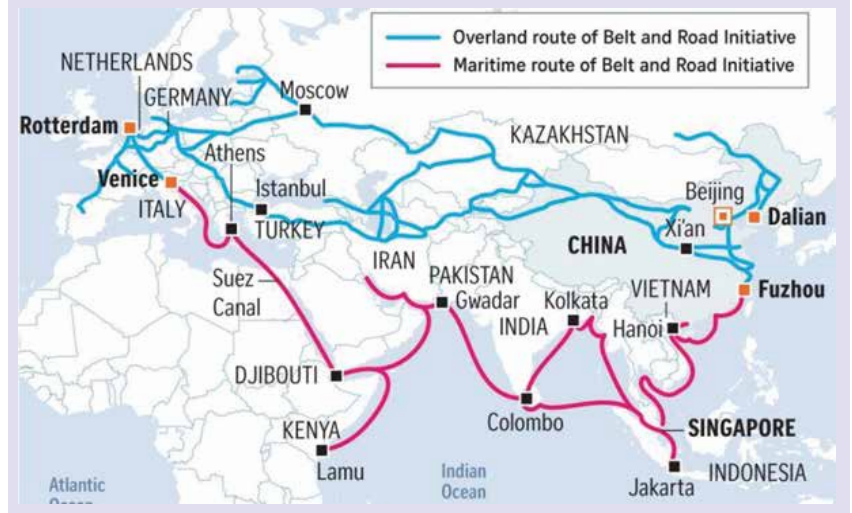 Overland route of Belt and Road Initiative
Maritime route of Belt and Road Initiative
NETHERLANDS
GERMANY
Moscow
Rotterdam
KAZAKHSTAN
Athens
Venice
Istanbul
Beijing
ITALY
TURKEY
Xi'an
Dalian
CHINA
IRAN
Suez
Canal
PAKISTAN
Gwadar
Kolkata
VIETNAM
Fuzhou
INDIA
Hanoi
DJIBOUTI
Colombo
KENYA
SINGAPORE
Lamu
Atlantic
Ocean
Indian
Ocean
Jakarta
INDONESIA